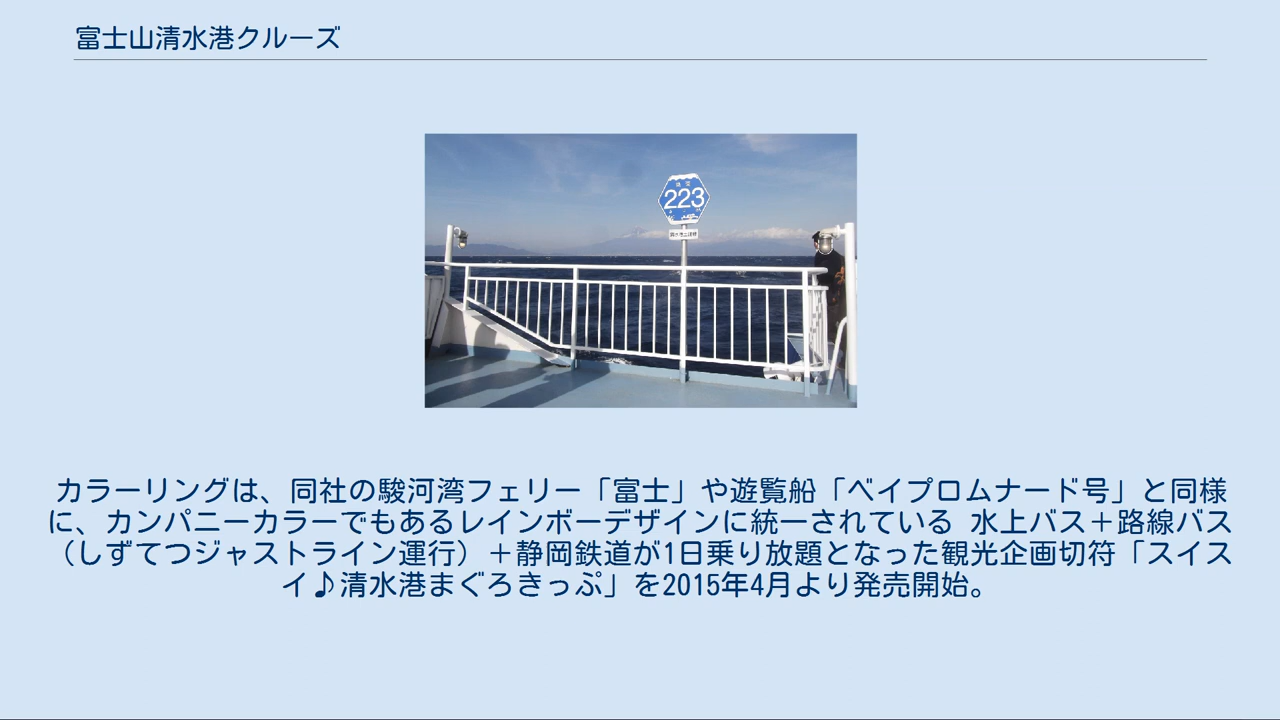 富士山清水港クルーズ
223
カラーリングは、同社の駿河湾フェリー「富士」や遊覧船「ベイプロムナード号」と同様
に、カンパニーカラーでもあるレインボーデザインに統一されている 水上バス＋路線バス
（しずてつジャストライン運行）＋静岡鉄道が1日乗り放題となった観光企画切符「スイス
イ♪清水港まぐろきっぷ」を2015年4月より発売開始。